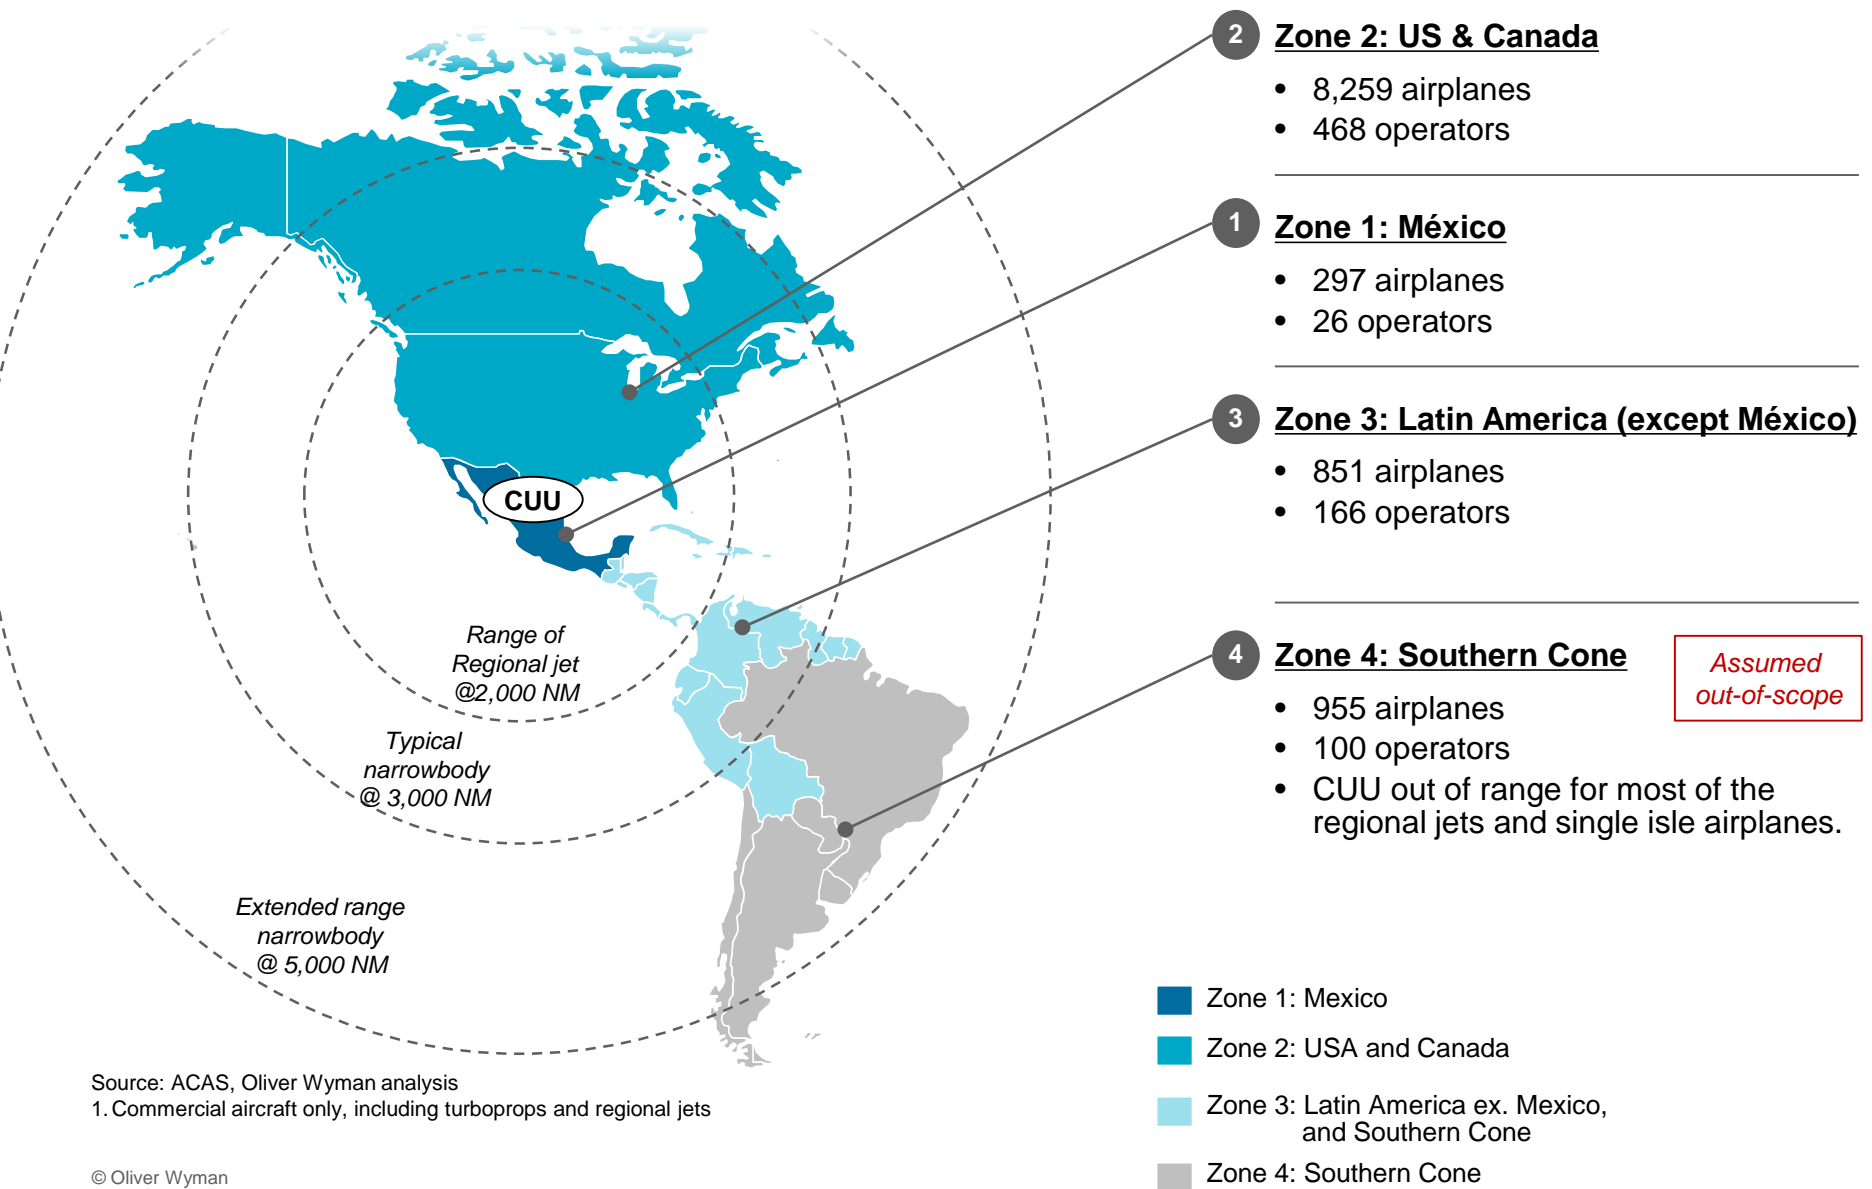 2
Zone 2: US & Canada
• 8,259 airplanes
• 468 operators
1
Zone 1: México
• 297 airplanes
• 26 operators
3
Zone 3: Latin America (except México)
• 851 airplanes
• 166 operators
4
Zone 4: Southern Cone
Assumed
out-of-scope
• 955 airplanes
• 100 operators
• CUU out of range for most of the
regional jets and single isle airplanes.
CUU
Range of
Regional jet
@2,000 NM
Typical
narrowbody
@ 3,000 NM
Extended range
narrowbody
@ 5,000 NM
Zone 1: Mexico
Zone 2: USA and Canada
Zone 3: Latin America ex. Mexico,
and Southern Cone
Zone 4: Southern Cone
Source: ACAS, Oliver Wyman analysis
1. Commercial aircraft only, including turboprops and regional jets
© Oliver Wyman